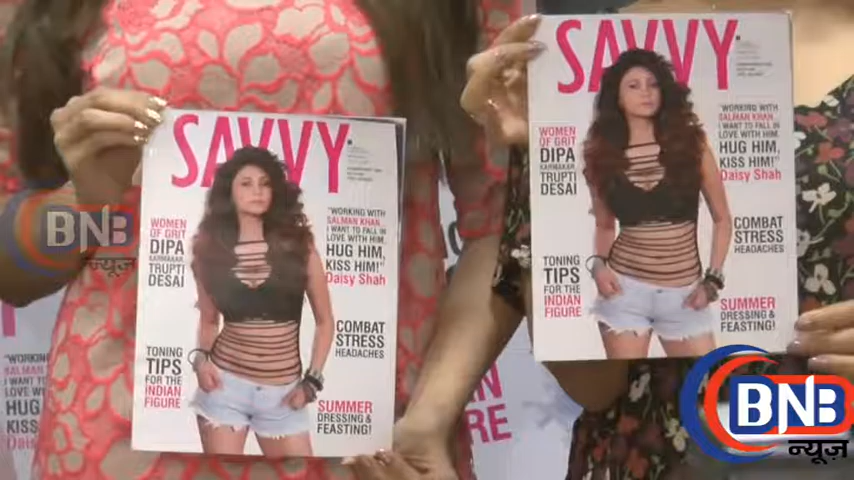 SAVVY
WOMEN
OF GRIT
DIPA
KARMAKAR
TRUPTI
DESAI
"WORKING WITH
SALMAN KHAN
I WANT TO FALL IN
LOVE WITH HIM,
HUG HIM,
KISS HIM!"
Daisy Shah
TONING
TIPS
FOR THE
INDIAN
FIGURE
COMBAT
STRESS
HEADACHES
SUMMER
DRESSING &
FEASTING!
SAVVY
WOMEN OF GRIT
DIPA
KARMAKAR
TRUPTI
DESAI
"WORKING WITH
SALMAN KHAN
I WANT TO FALL IN
LOVE WITH HIM,
HUG HIM,
KISS HIM!"
Daisy Shah
TONING
TIPS
FOR THE
INDIAN
FIGURE
COMBAT
STRESS
HEADACHES
SUMMER
DRESSING &
FEASTING!
BNB
न्यूज़
BNB
न्यूज़